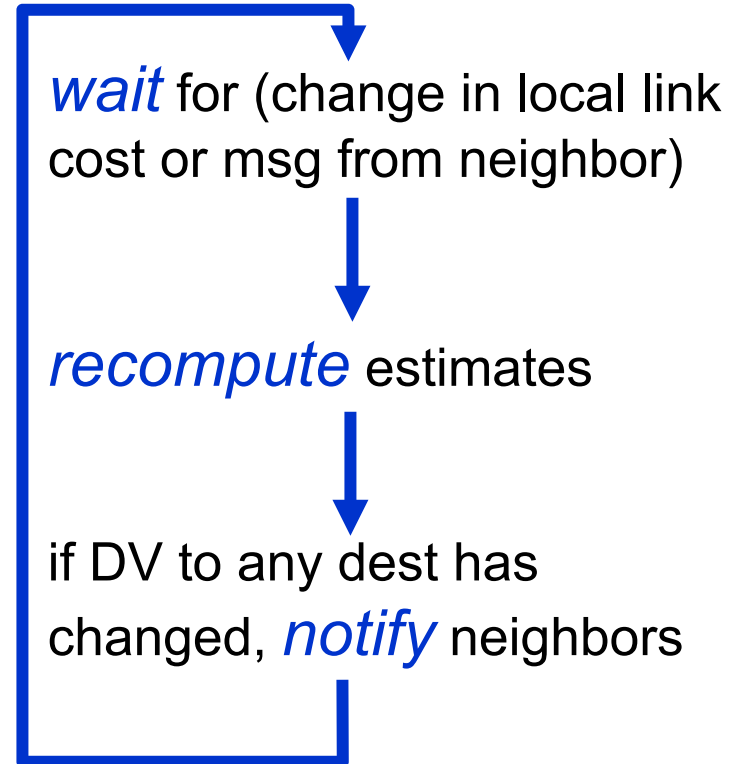 wait for (change in local link
cost or msg from neighbor)
recompute estimates
if DV to any dest has
changed, notify neighbors